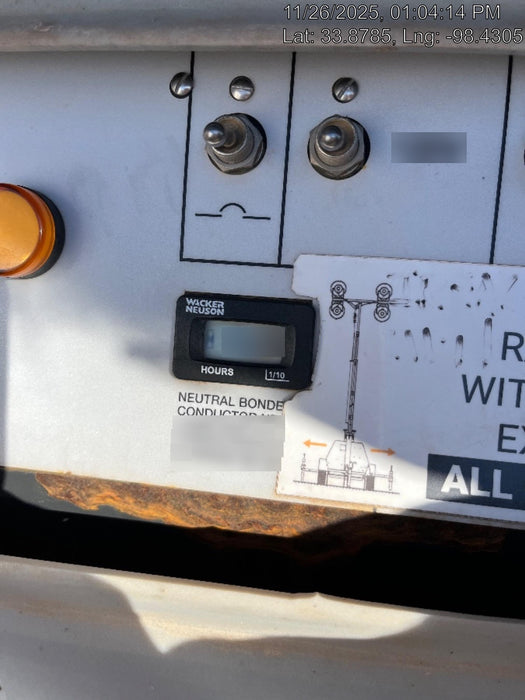 11/26/2025, 01:04:14 PM
Lat: 33.8785, Lng: -98.4305
WACKER
NEUSON
HOURS 1/10
NEUTRAL BONDE
CONDUCTOR
WIT
EX
ALL